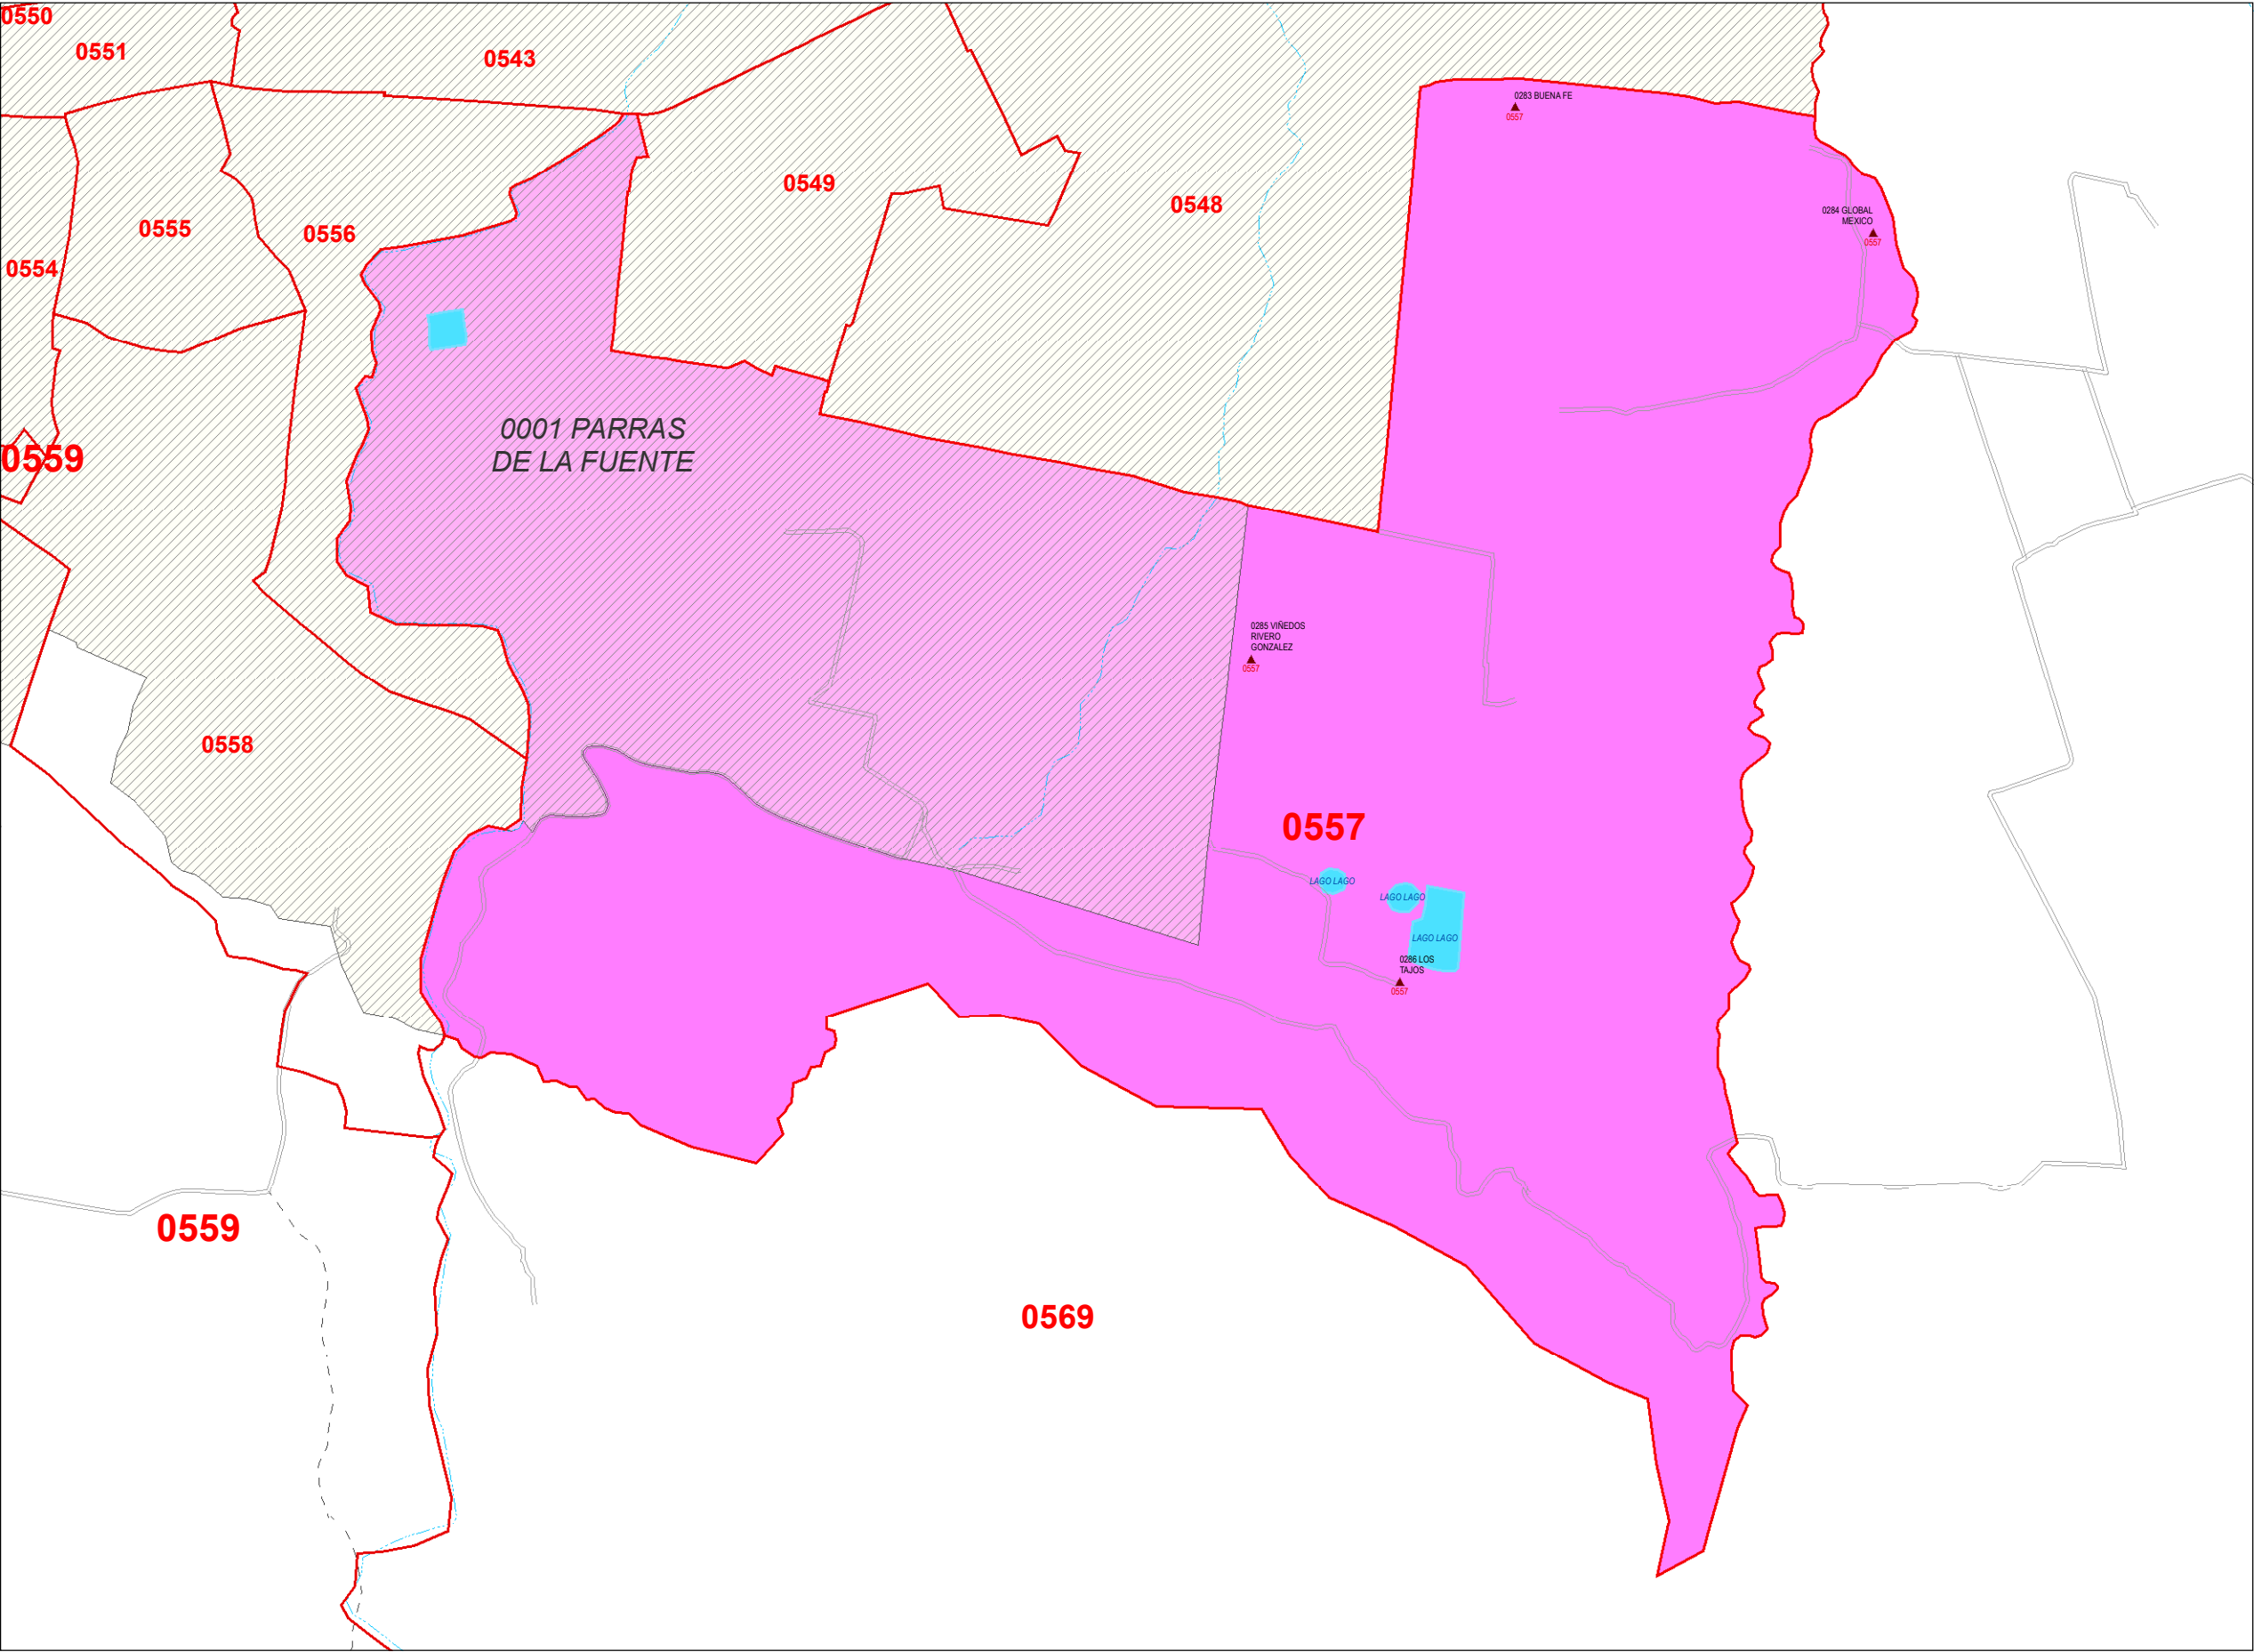 0550
0551
0543
0283 BUENA FE
0557
0549
0548
0284 GLOBAL
MEXICO
0557
0555
0556
0554
0001 PARRAS
DE LA FUENTE
0559
0285 VIÑEDOS
RIVERO
GONZALEZ
0557
0558
0557
LAGO LAGO
LAGO LAGO
LAGO LAGO
0286 LOS
TAJOS
0557
0559
0569